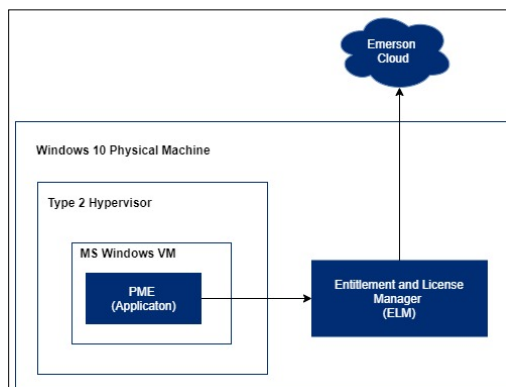 Emerson
Cloud
Windows 10 Physical Machine
Type 2 Hypervisor
MS Windows VM
PME
(Applicaton)
Entitlement and License
Manager
(ELM)